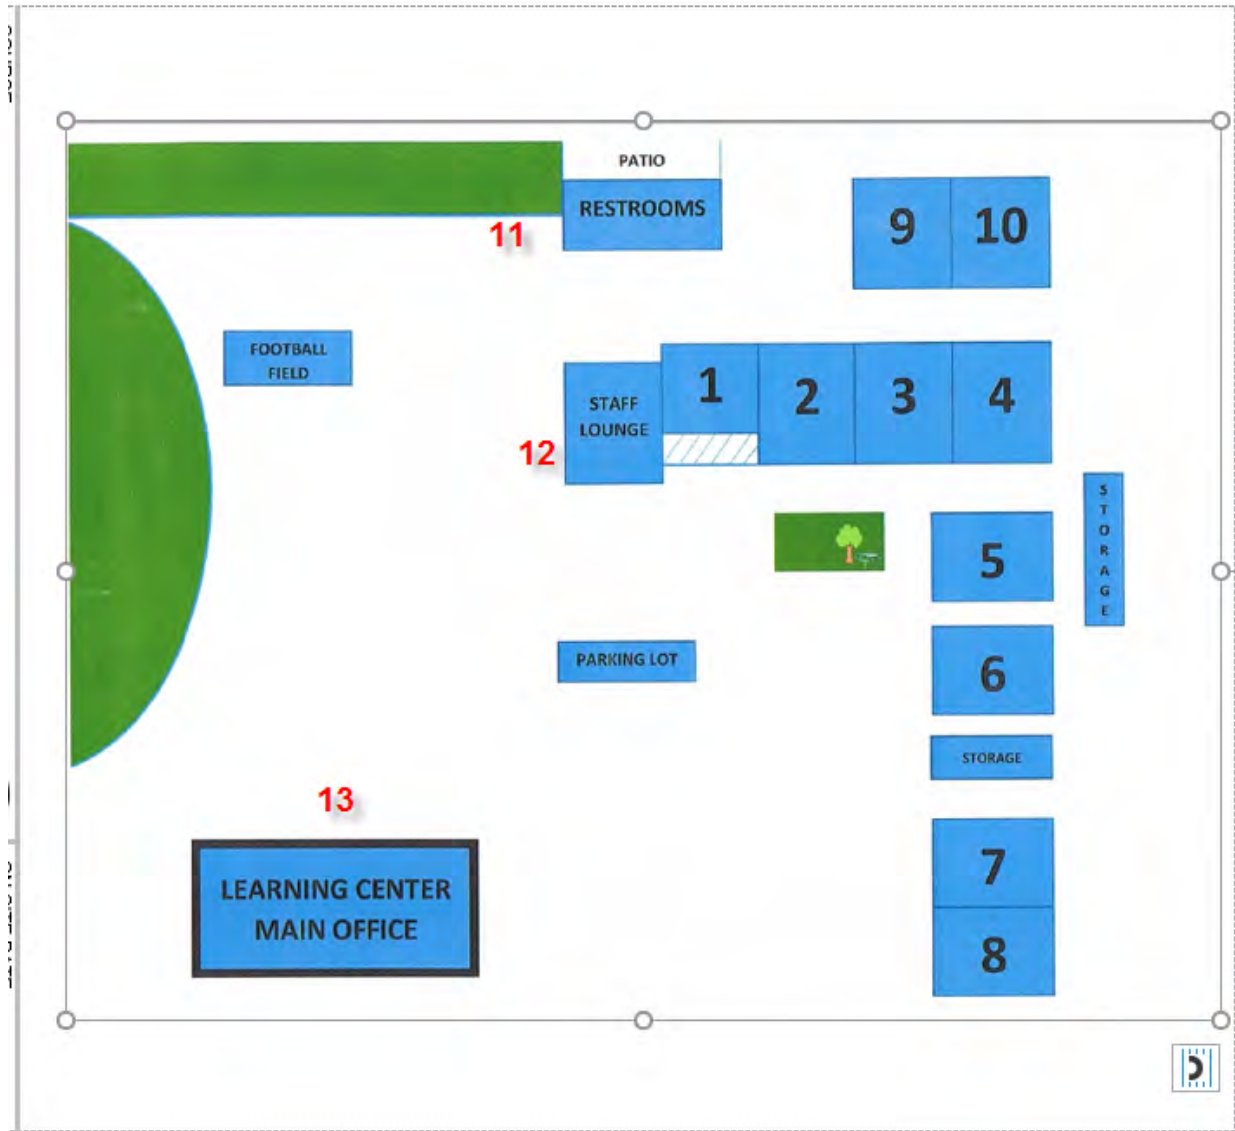 PATIO
RESTROOMS
9
10
11
FOOTBALL
FIELD
STAFF
LOUNGE
1
2
3
4
12
STORAGE
5
PARKING LOT
6
STORAGE
13
LEARNING CENTER
MAIN OFFICE
7
8